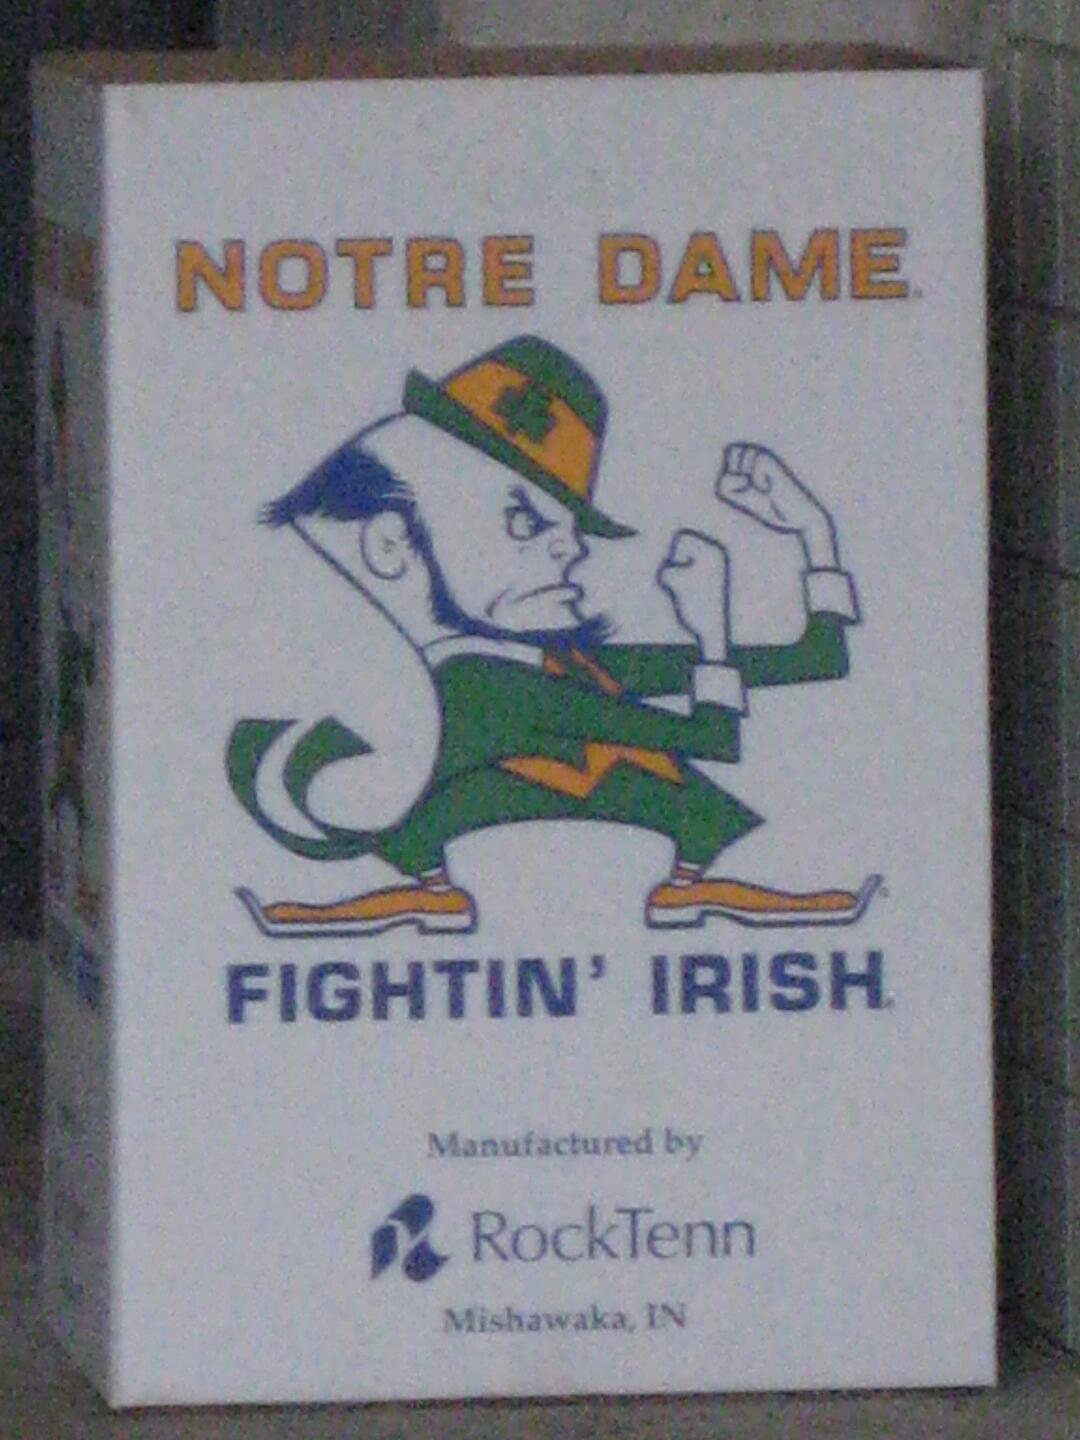 NOTRE DAME
FIGHTIN' IRISH
Manufactured by
RockTenn
Mishawaka, IN